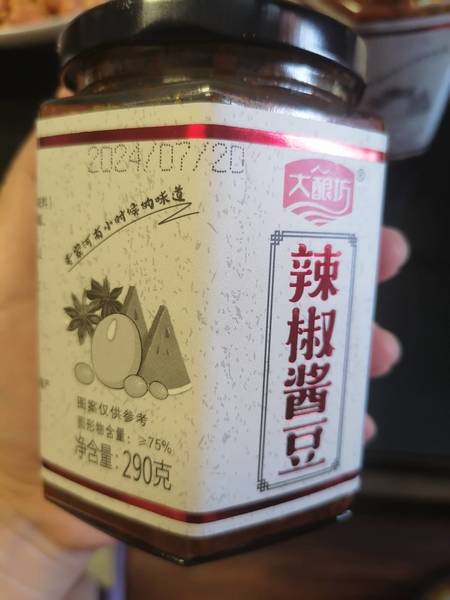 2024/07/20
大酿坊
®
老家河南小时候的味道
辣椒酱豆
图案仅供参考
固形物含量：≥75%
净含量：290克